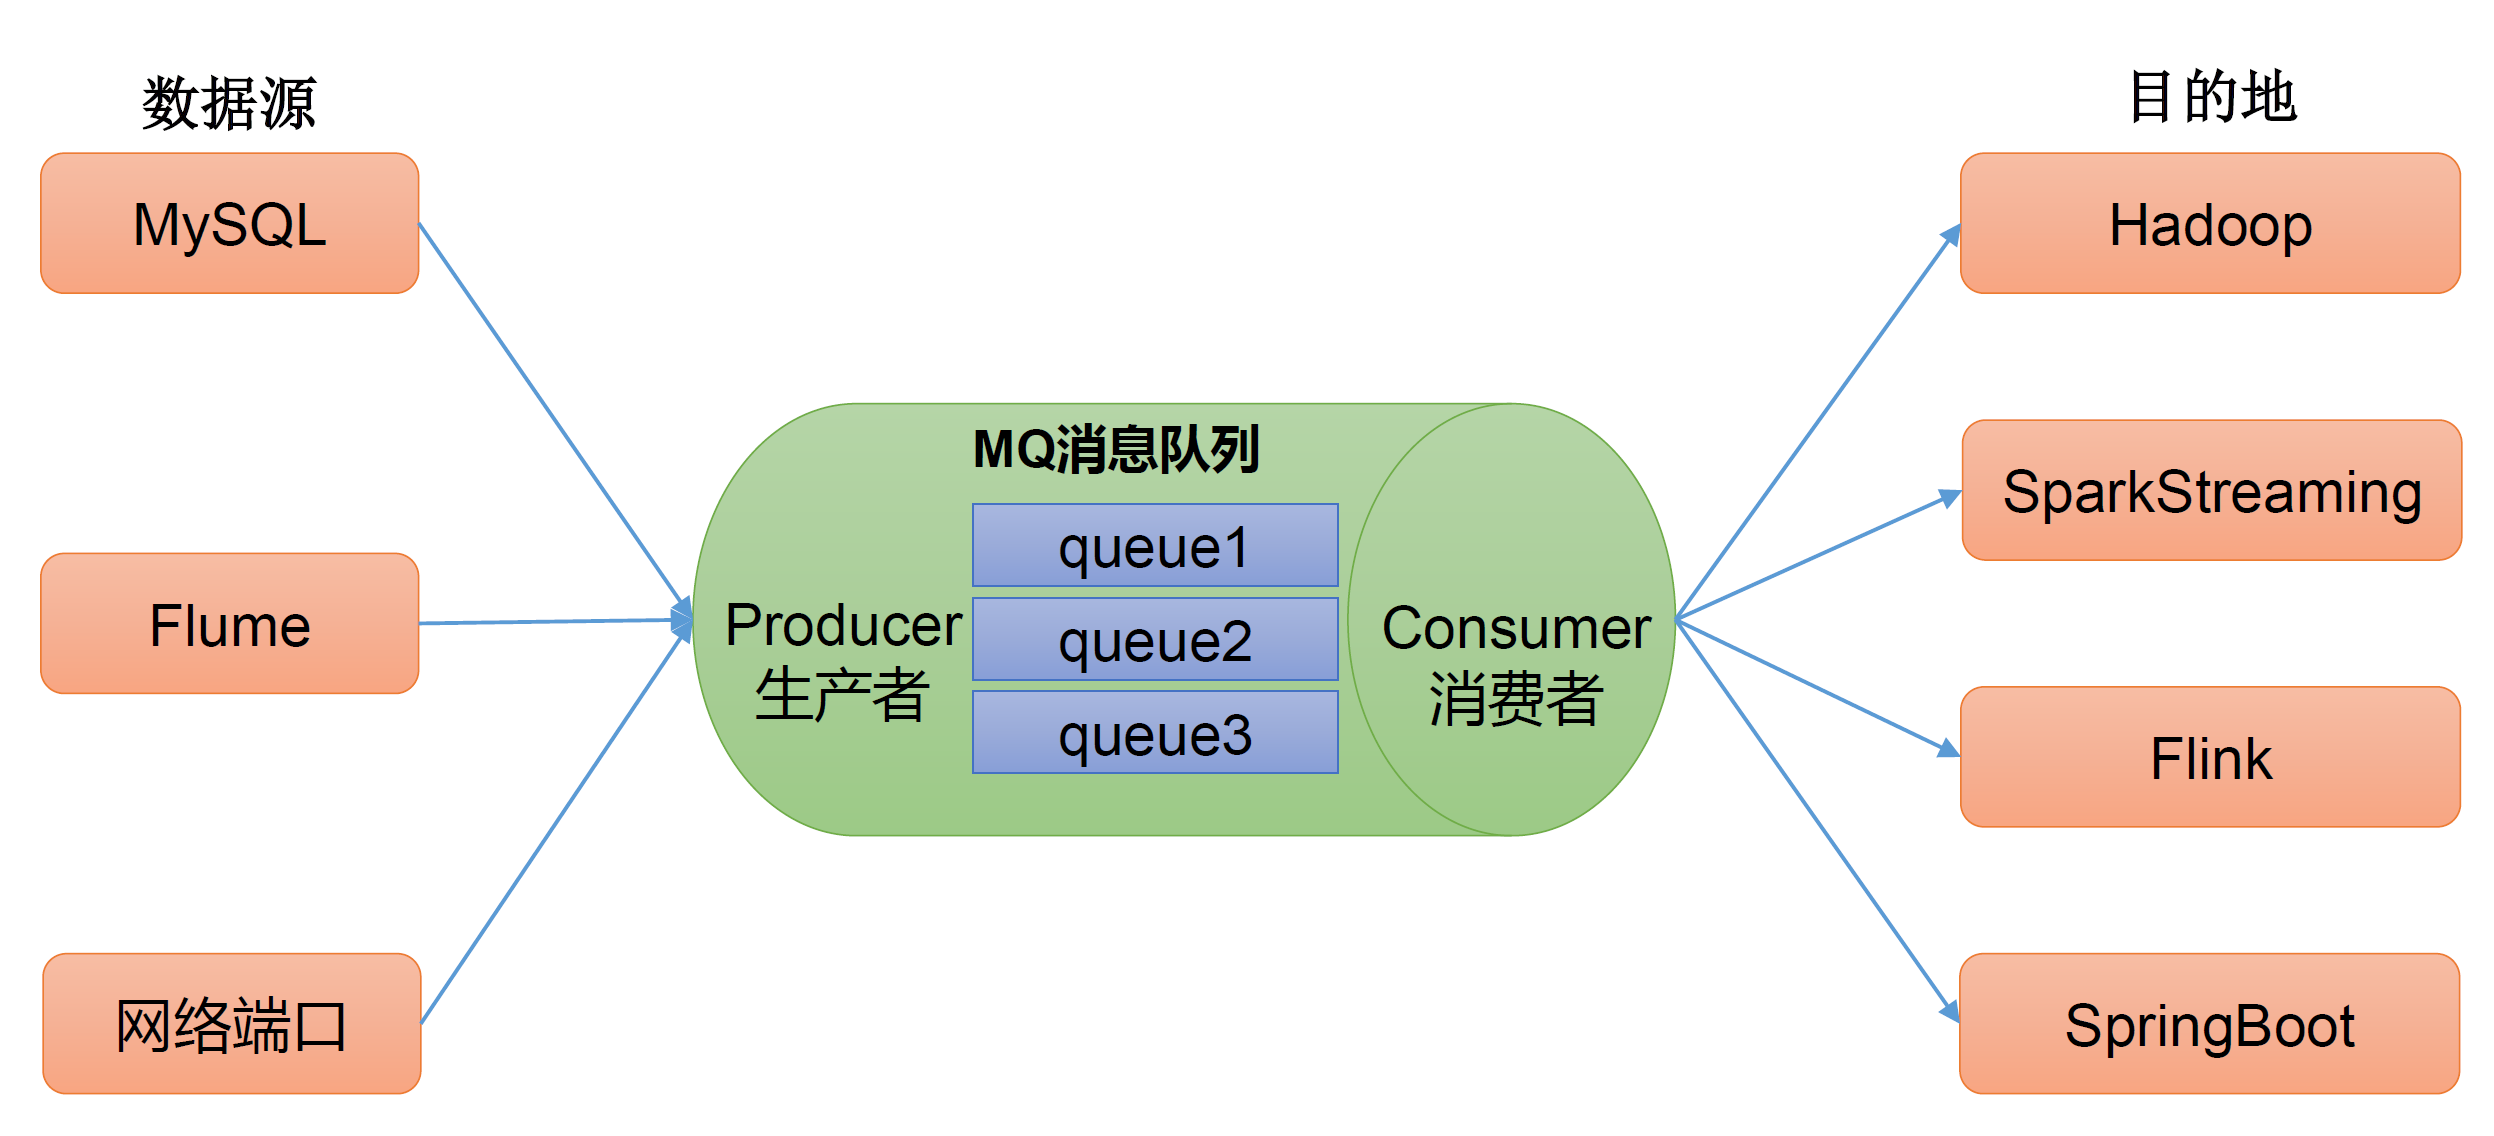 数据源
MySQL
Flume
网络端口
MQ消息队列
queue1
queue2
queue3
Producer
生产者
Consumer
消费者
目的地
Hadoop
SparkStreaming
Flink
SpringBoot